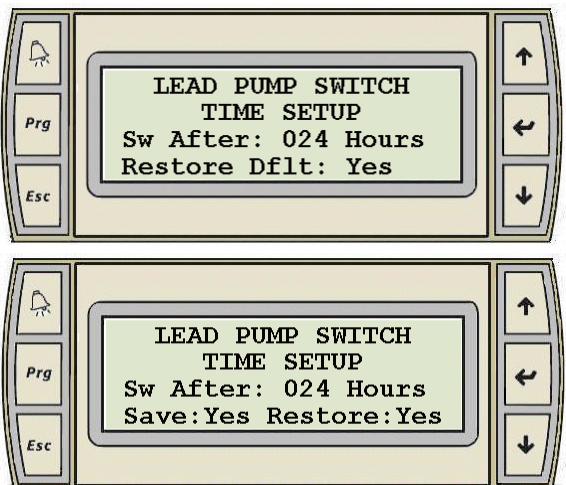 LEAD PUMP SWITCH
TIME SETUP
Sw After: 024 Hours
Restore Dflt: Yes
Prg
Esc
LEAD PUMP SWITCH
TIME SETUP
Sw After: 024 Hours
Save:Yes Restore:Yes
Prg
Esc